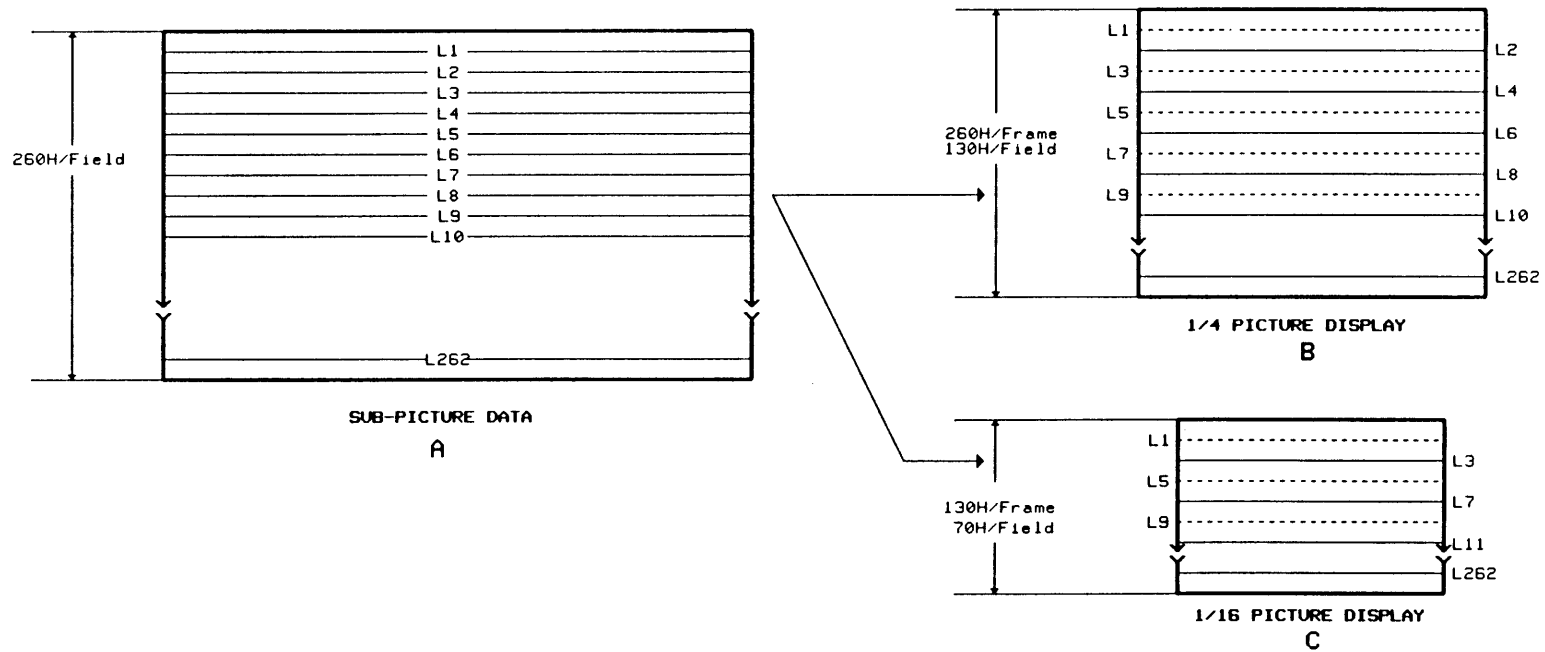 260H/Field
L1
L2
L3
L4
L5
L6
L7
L8
L9
L10
L262
SUB-PICTURE DATA
A
260H/Frame
130H/Field
L1
L2
L3
L4
L5
L6
L7
L8
L9
L10
L262
1/4 PICTURE DISPLAY
B
130H/Frame
70H/Field
L1
L3
L5
L7
L9
L11
L262
1/16 PICTURE DISPLAY
C